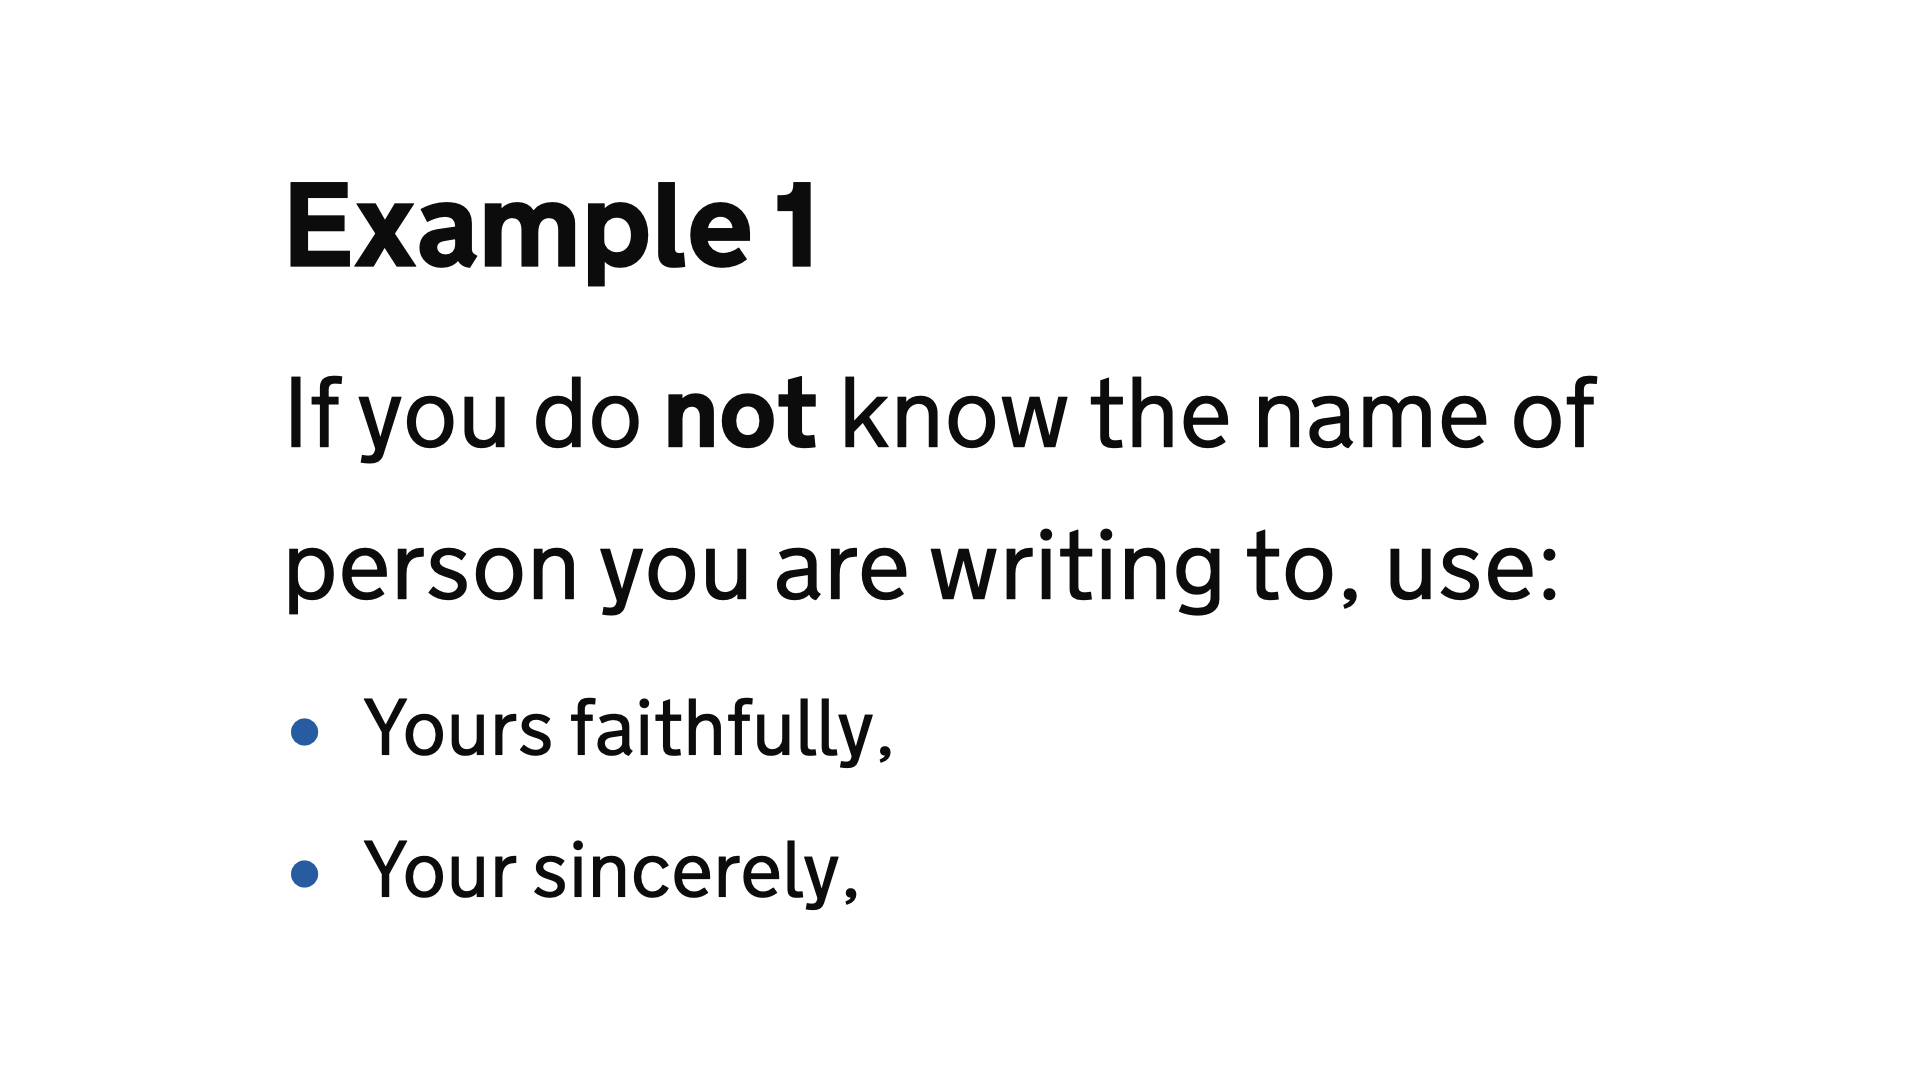 Example 1
If you do not know the name of
person you are writing to, use:
• Yours faithfully,
• Your sincerely,